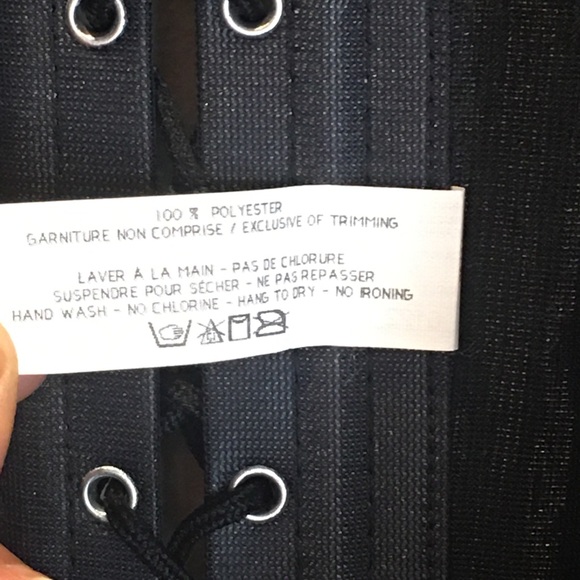 100 % POLYESTER
GARNITURE NON COMPRISE / EXCLUSIVE OF TRIMMING
LAVER À LA MAIN - PAS DE CHLORURE
SUSPENDRE POUR SÉCHER - NE PAS REPASSER
HAND WASH - NO CHLORINE - HANG TO DRY - NO IRONING